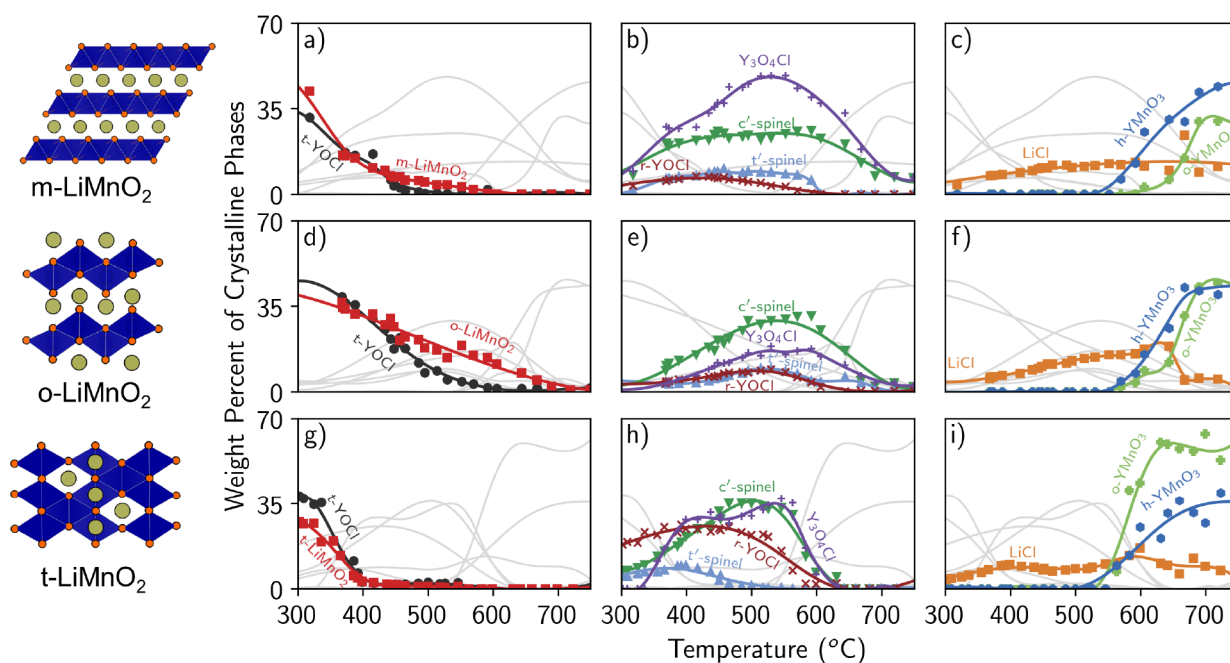 m-LiMnO₂
o-LiMnO₂
t-LiMnO₂
Weight Percent of Crystalline Phases
Temperature (°C)
a)
70
35
0
t-YOCl
m-LiMnO₂
b)
Y₃O₄Cl
c′-spinel
t′-spinel
r-YOCl
c)
LiCl
h-YMnO₃
o-YMnO₃
d)
70
35
0
o-LiMnO₂
t-YOCl
e)
c′-spinel
Y₃O₄Cl
t′-spinel
r-YOCl
f)
LiCl
h-YMnO₃
o-YMnO₃
g)
70
35
0
t-YOCl
t-LiMnO₂
300 400 500 600 700
h)
c′-spinel
Y₃O₄Cl
r-YOCl
t′-spinel
300 400 500 600 700
i)
o-YMnO₃
h-YMnO₃
LiCl
300 400 500 600 700